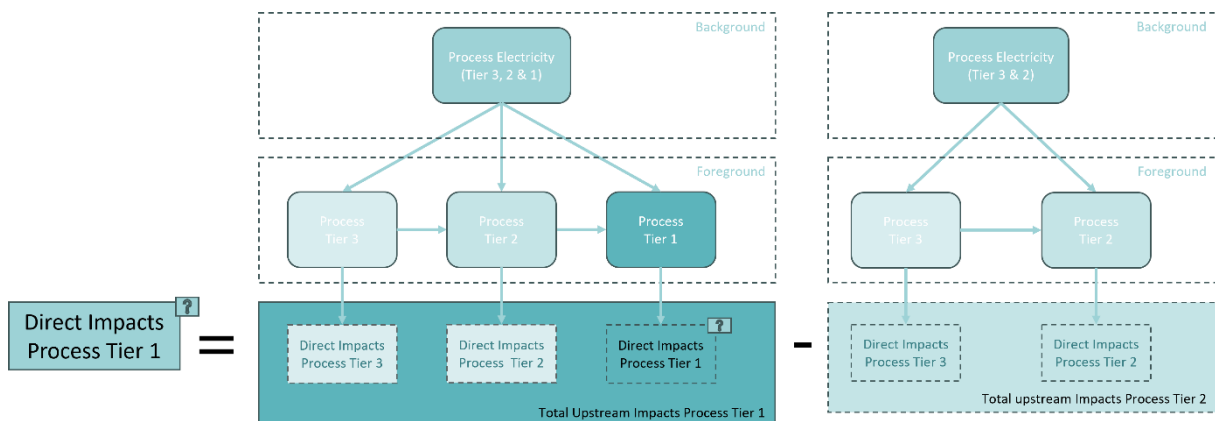 Background
Process Electricity
(Tier 3, 2 & 1)
Foreground
Process
Tier 3
Process
Tier 2
Process
Tier 1
?
Direct Impacts
Process Tier 1
=
Direct Impacts
Process Tier 3
Direct Impacts
Process Tier 2
?
Direct Impacts
Process Tier 1
Total Upstream Impacts Process Tier 1
-
Background
Process Electricity
(Tier 3 & 2)
Foreground
Process
Tier 3
Process
Tier 2
Direct Impacts
Process Tier 3
Direct Impacts
Process Tier 2
Total upstream Impacts Process Tier 2